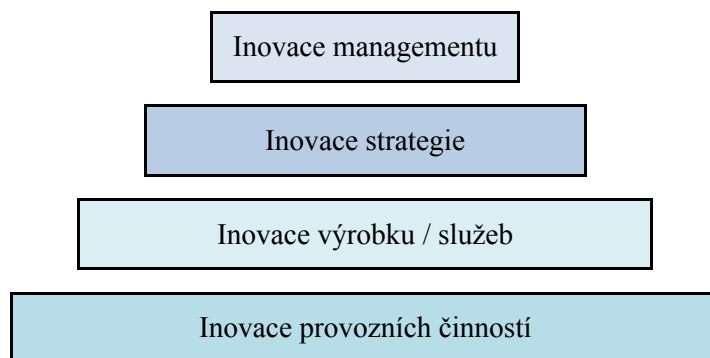 Inovace managementu
Inovace strategie
Inovace výrobku / služeb
Inovace provozních činností